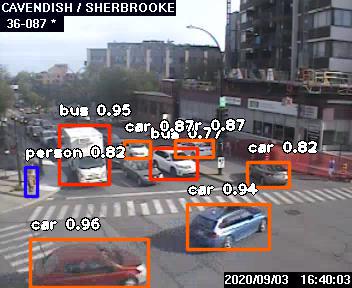 CAVENDISH / SHERBROOKE
36-087 *
bus 0.95
car 0.87
r 0.87
bus 0.77
person 0.82
car 0.82
car 0.94
car 0.96
2020/09/03 16:40:03